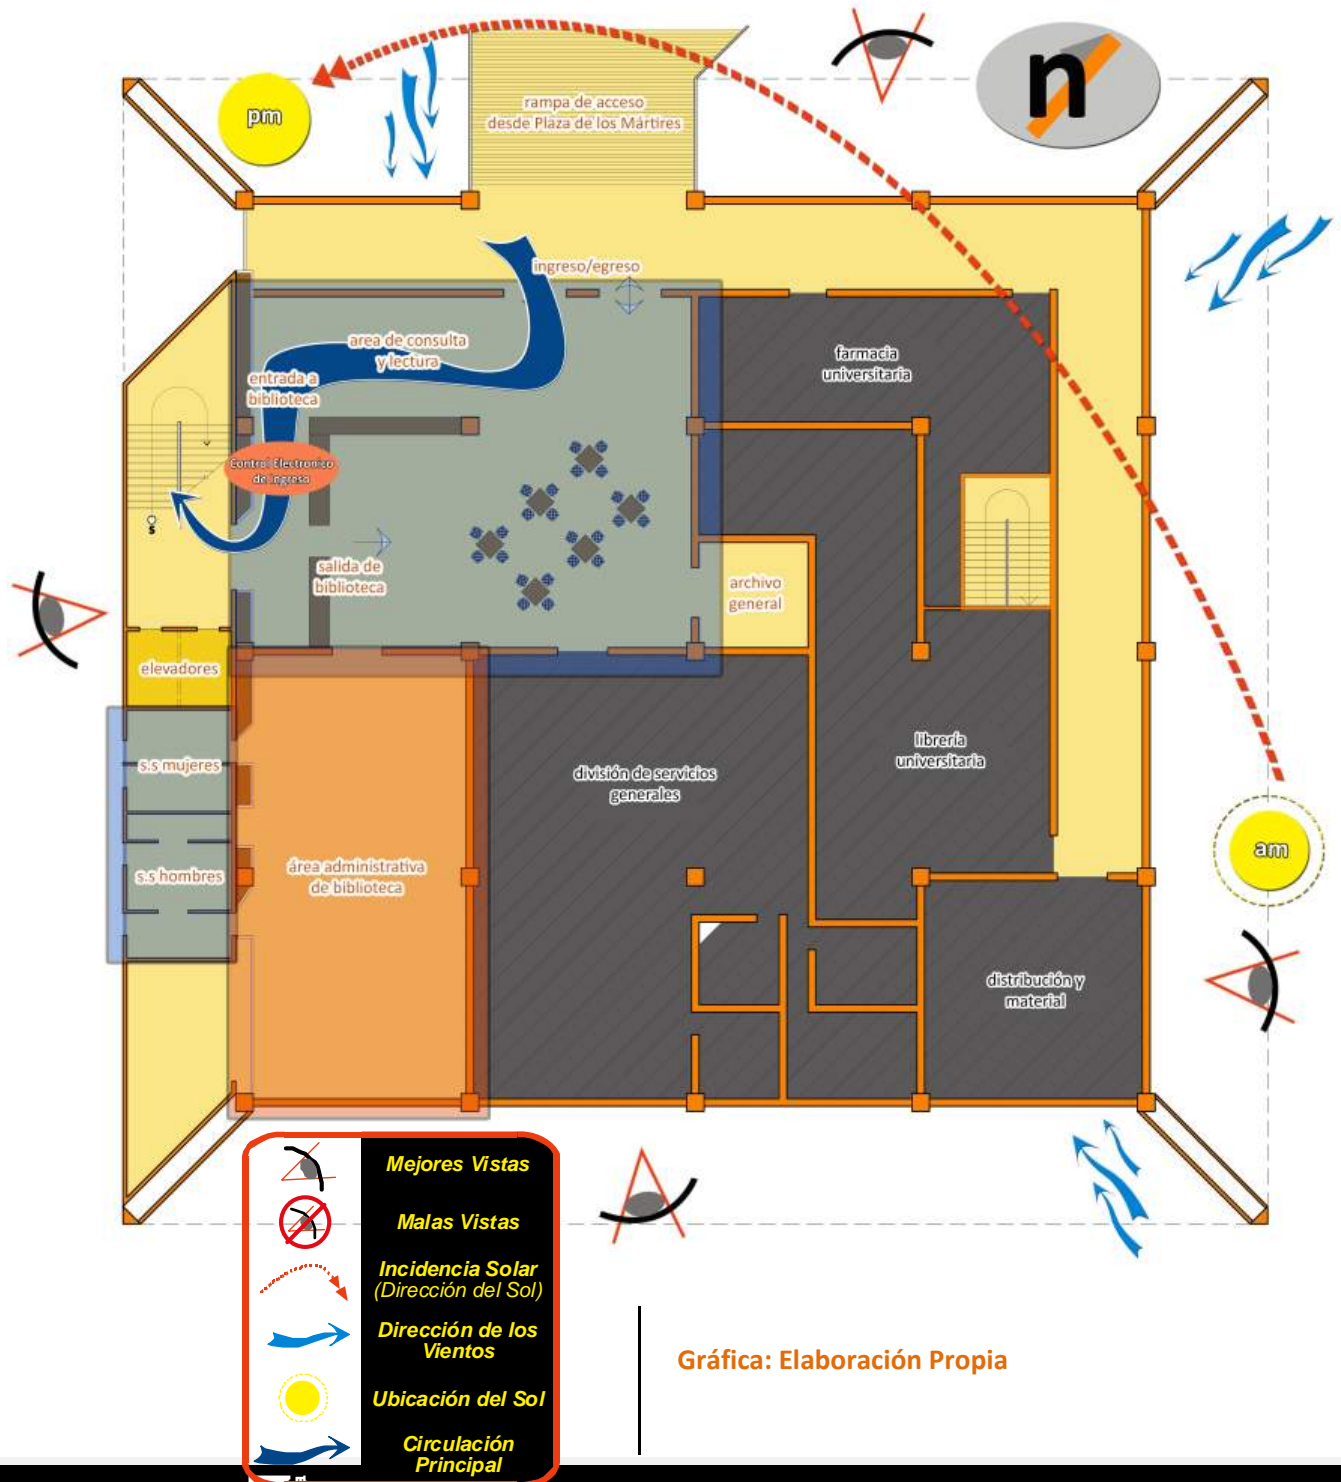 n
pm
rampa de acceso
desde Plaza de los Mártires
ingreso/egreso
area de consulta
y lectura
entrada a
biblioteca
farmacia
universitaria
Control Electronico
de Ingreso
s
salida de
biblioteca
archivo
general
elevadores
s.s mujeres
división de servicios
generales
librería
universitaria
s.s hombres
área administrativa
de biblioteca
am
distribución y
material
Mejores Vistas
Malas Vistas
Incidencia Solar
(Dirección del Sol)
Dirección de los
Vientos
Ubicación del Sol
Circulación
Principal
Gráfica: Elaboración Propia